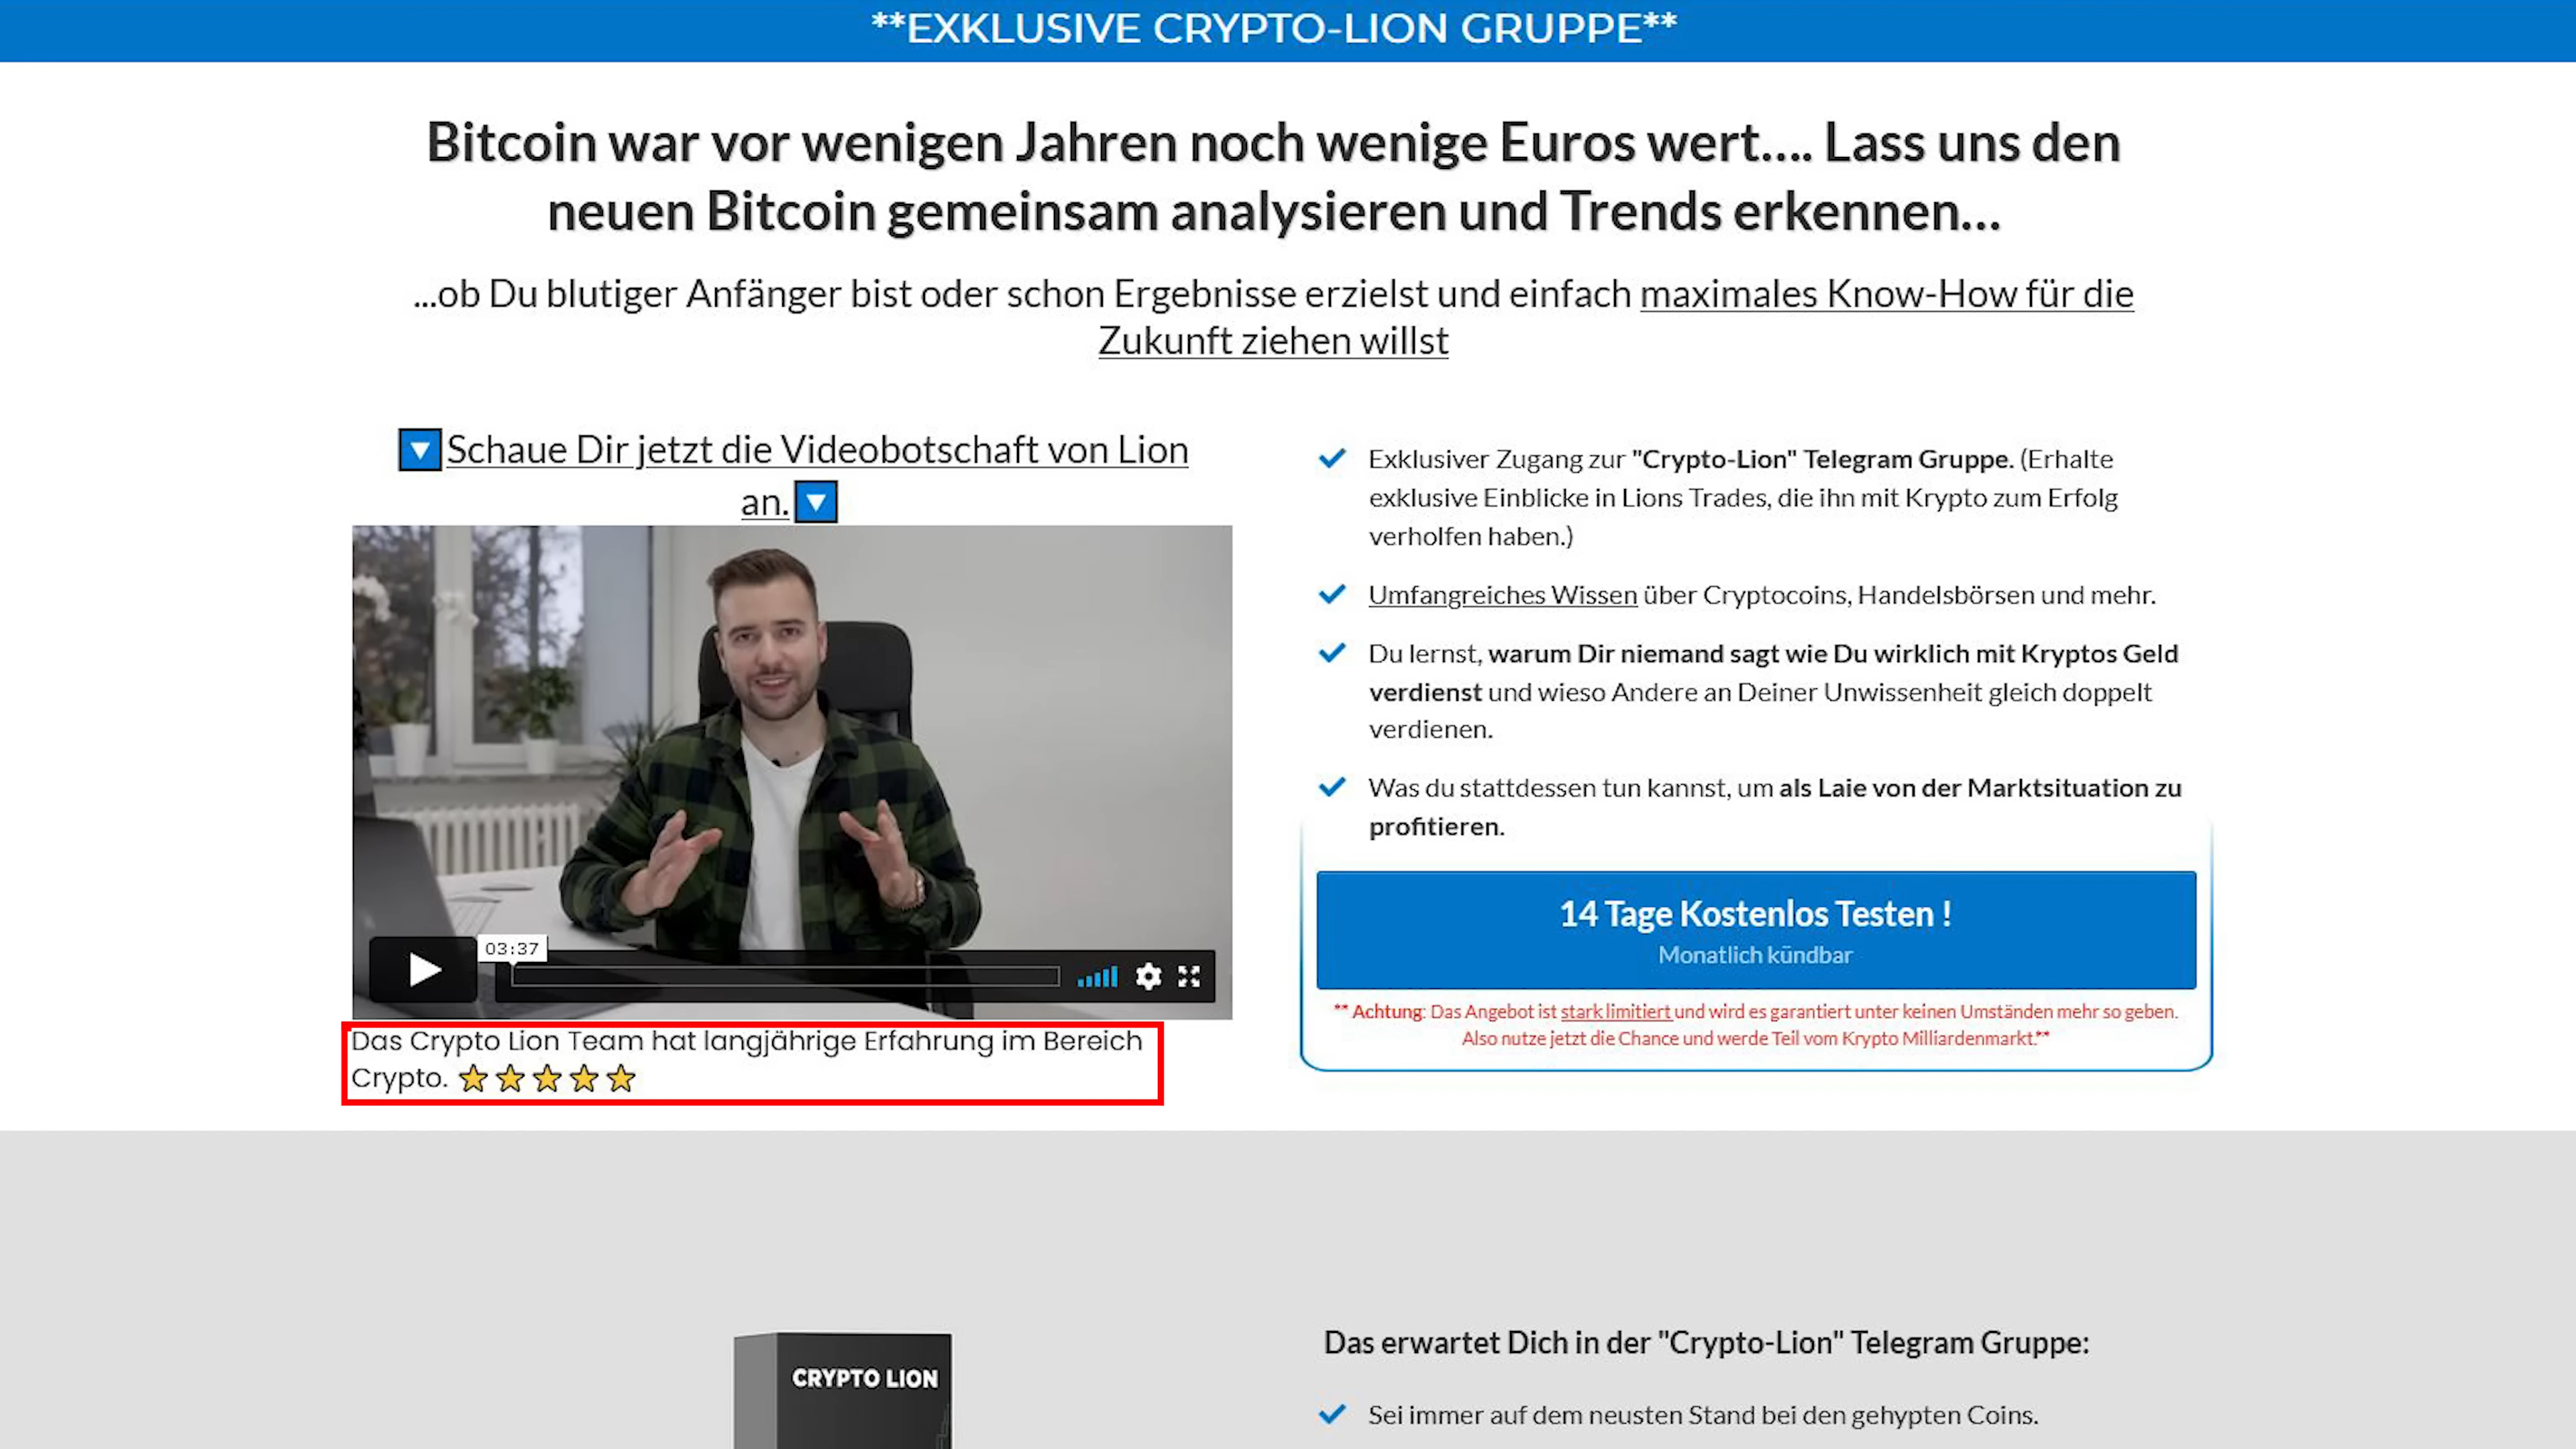 **EXKLUSIVE CRYPTO-LION GRUPPE**
Bitcoin war vor wenigen Jahren noch wenige Euros wert.... Lass uns den
neuen Bitcoin gemeinsam analysieren und Trends erkennen...
...ob Du blutiger Anfänger bist oder schon Ergebnisse erzielst und einfach maximales Know-How für die
Zukunft ziehen willst
Schaue Dir jetzt die Videobotschaft von Lion
an.
03:37
Das Crypto Lion Team hat langjährige Erfahrung im Bereich
Crypto.
Exklusiver Zugang zur "Crypto-Lion" Telegram Gruppe. (Erhalte
exklusive Einblicke in Lions Trades, die ihn mit Krypto zum Erfolg
verholfen haben.)
Umfangreiches Wissen über Cryptocoins, Handelsbörsen und mehr.
Du lernst, warum Dir niemand sagt wie Du wirklich mit Kryptos Geld
verdienst und wieso Andere an Deiner Unwissenheit gleich doppelt
verdienen.
Was du stattdessen tun kannst, um als Laie von der Marktsituation zu
profitieren.
14 Tage Kostenlos Testen !
Monatlich kündbar
** Achtung: Das Angebot ist stark limitiert und wird es garantiert unter keinen Umständen mehr so geben.
Also nutze jetzt die Chance und werde Teil vom Krypto Milliardenmarkt.**
CRYPTO LION
Das erwartet Dich in der "Crypto-Lion" Telegram Gruppe:
Sei immer auf dem neusten Stand bei den gehypten Coins.